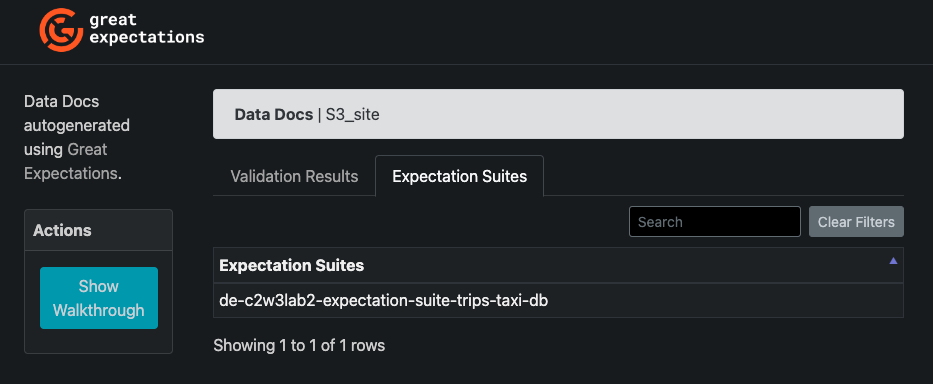 great
expectations
Data Docs
autogenerated
using Great
Expectations.
Actions
Show
Walkthrough
Data Docs | S3_site
Validation Results
Expectation Suites
Search
Clear Filters
Expectation Suites
de-c2w3lab2-expectation-suite-trips-taxi-db
Showing 1 to 1 of 1 rows